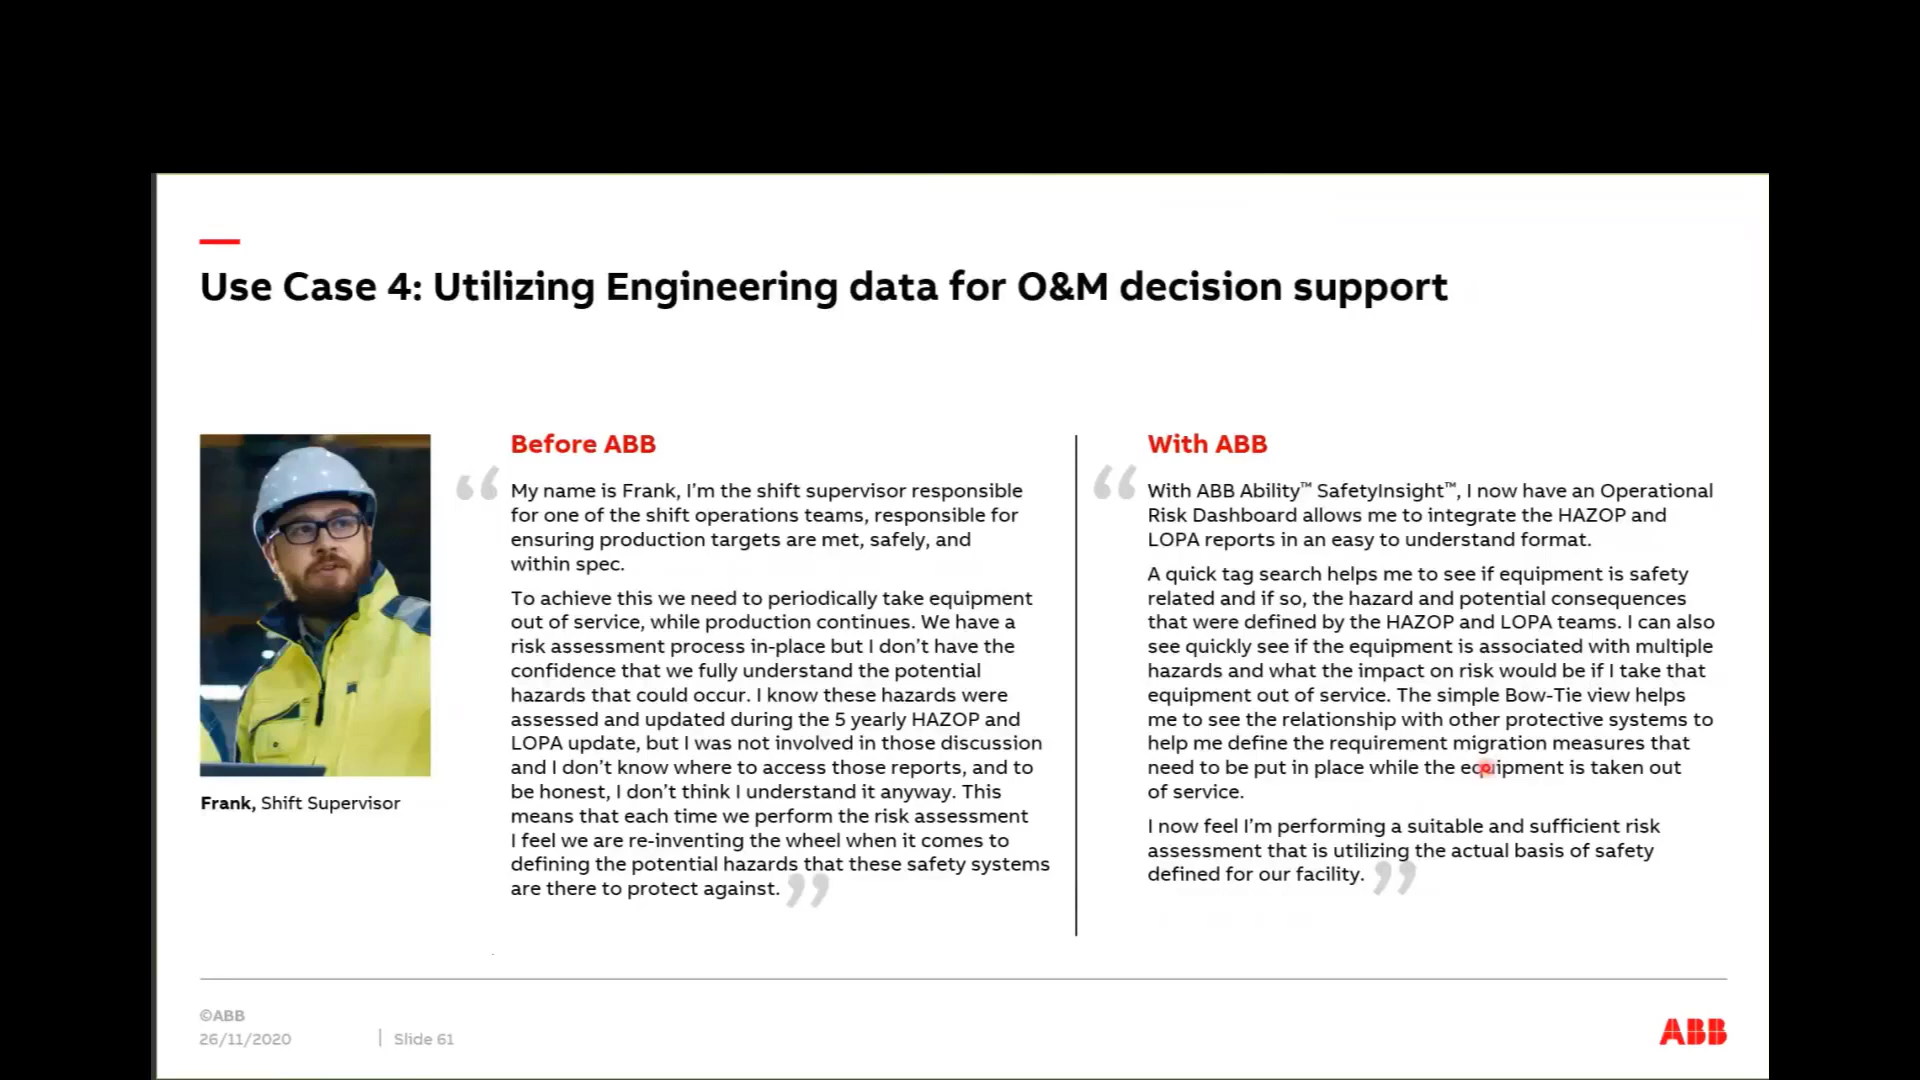 Use Case 4: Utilizing Engineering data for O&M decision support
Frank, Shift Supervisor
Before ABB
“
My name is Frank, I’m the shift supervisor responsible
for one of the shift operations teams, responsible for
ensuring production targets are met, safely, and
within spec.
To achieve this we need to periodically take equipment
out of service, while production continues. We have a
risk assessment process in-place but I don’t have the
confidence that we fully understand the potential
hazards that could occur. I know these hazards were
assessed and updated during the 5 yearly HAZOP and
LOPA update, but I was not involved in those discussion
and I don’t know where to access those reports, and to
be honest, I don’t think I understand it anyway. This
means that each time we perform the risk assessment
I feel we are re-inventing the wheel when it comes to
defining the potential hazards that these safety systems
are there to protect against. ”
With ABB
“
With ABB Ability™ SafetyInsight™, I now have an Operational
Risk Dashboard allows me to integrate the HAZOP and
LOPA reports in an easy to understand format.
A quick tag search helps me to see if equipment is safety
related and if so, the hazard and potential consequences
that were defined by the HAZOP and LOPA teams. I can also
see quickly see if the equipment is associated with multiple
hazards and what the impact on risk would be if I take that
equipment out of service. The simple Bow-Tie view helps
me to see the relationship with other protective systems to
help me define the requirement migration measures that
need to be put in place while the equipment is taken out
of service.
I now feel I’m performing a suitable and sufficient risk
assessment that is utilizing the actual basis of safety
defined for our facility. ”
©ABB
26/11/2020 | Slide 61
ABB